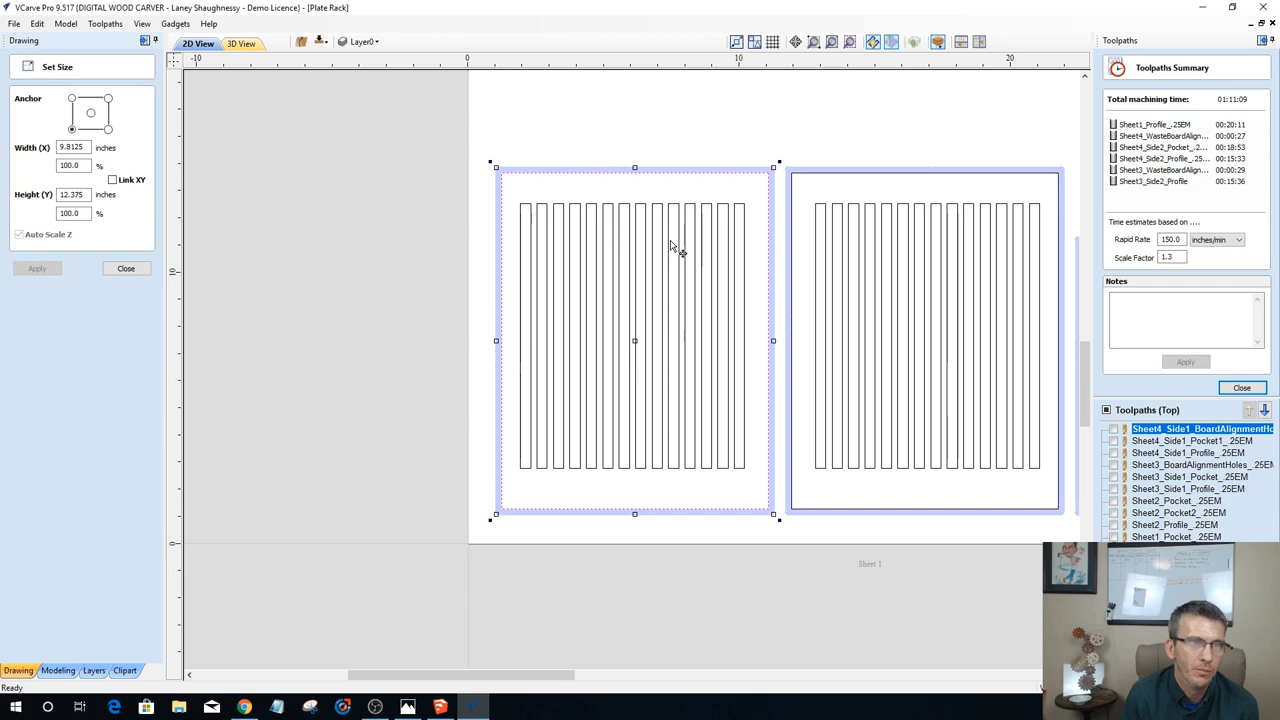 VCarve Pro 9.517 {DIGITAL WOOD CARVER - Laney Shaughnessy - Demo Licence} - [Plate Rack]
File Edit Model Toolpaths View Gadgets Help
Drawing
2D View 3D View Layer0
Toolpaths
Set Size
Anchor
Width (X) 9.8125 inches
100.0 %
Link XY
Height (Y) 12.375 inches
100.0 %
Auto Scale Z
Apply Close
-10 0 10 20
10
0
Sheet 1
Toolpaths Summary
Total machining time: 01:11:09
Sheet1_Profile_.25EM 00:20:11
Sheet4_WasteBoardAlign... 00:00:27
Sheet4_Side2_Pocket_.2... 00:18:53
Sheet4_Side2_Profile_.25... 00:15:33
Sheet3_WasteBoardAlign... 00:00:29
Sheet3_Side2_Profile 00:15:36
Time estimates based on ....
Rapid Rate 150.0 inches/min
Scale Factor 1.3
Notes
Apply
Close
Toolpaths (Top)
Sheet4_Side1_BoardAlignmentHo
Sheet4_Side1_Pocket1_.25EM
Sheet4_Side1_Profile_.25EM
Sheet3_BoardAlignmentHoles_.25EM
Sheet3_Side1_Pocket_.25EM
Sheet3_Side1_Profile_.25EM
Sheet2_Pocket_.25EM
Sheet2_Pocket2_.25EM
Sheet2_Profile_.25EM
Sheet1_Pocket_.25EM
Drawing Modeling Layers Clipart
Ready